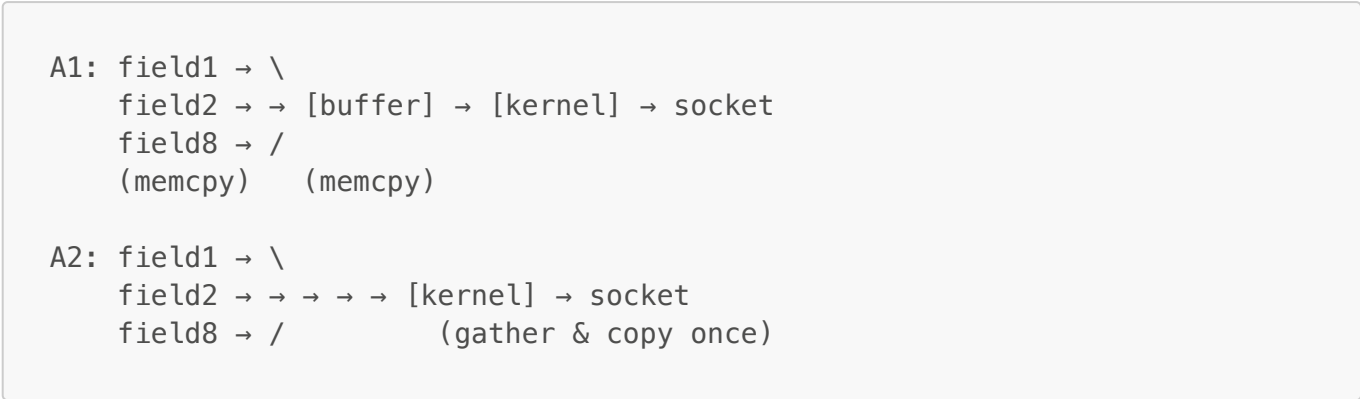 A1: field1 → \
field2 → → [buffer] → [kernel] → socket
field8 → /
(memcpy) (memcpy)
A2: field1 → \
field2 → → → → → [kernel] → socket
field8 → / (gather & copy once)